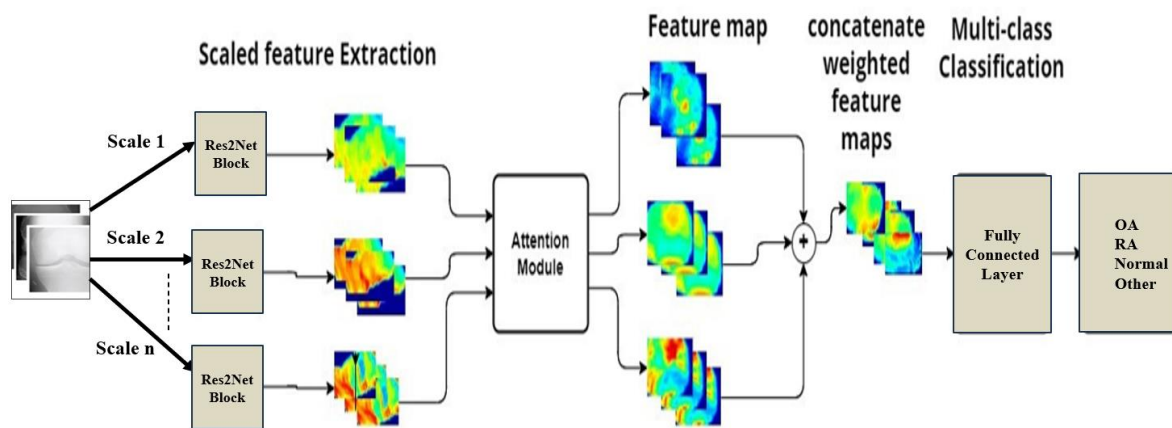 Scaled feature Extraction
Feature map
concatenate
weighted
feature
maps
Multi-class
Classification
Scale 1
Res2Net
Block
Scale 2
Res2Net
Block
Scale n
Res2Net
Block
Attention
Module
+
Fully
Connected
Layer
OA
RA
Normal
Other